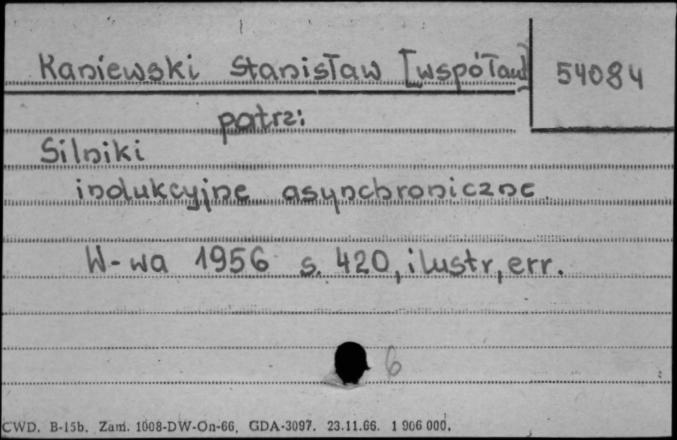 Kaniewski Stanisław [współaut] 54084
patrz:
Silniki
indukcyjne asynchroniczne.
W-wa 1956 s. 420, ilustr, err.
6
CWD. B-15b. Zam. 1008-DW-On-66. GDA-3097. 23.11.66. 1 906 000.